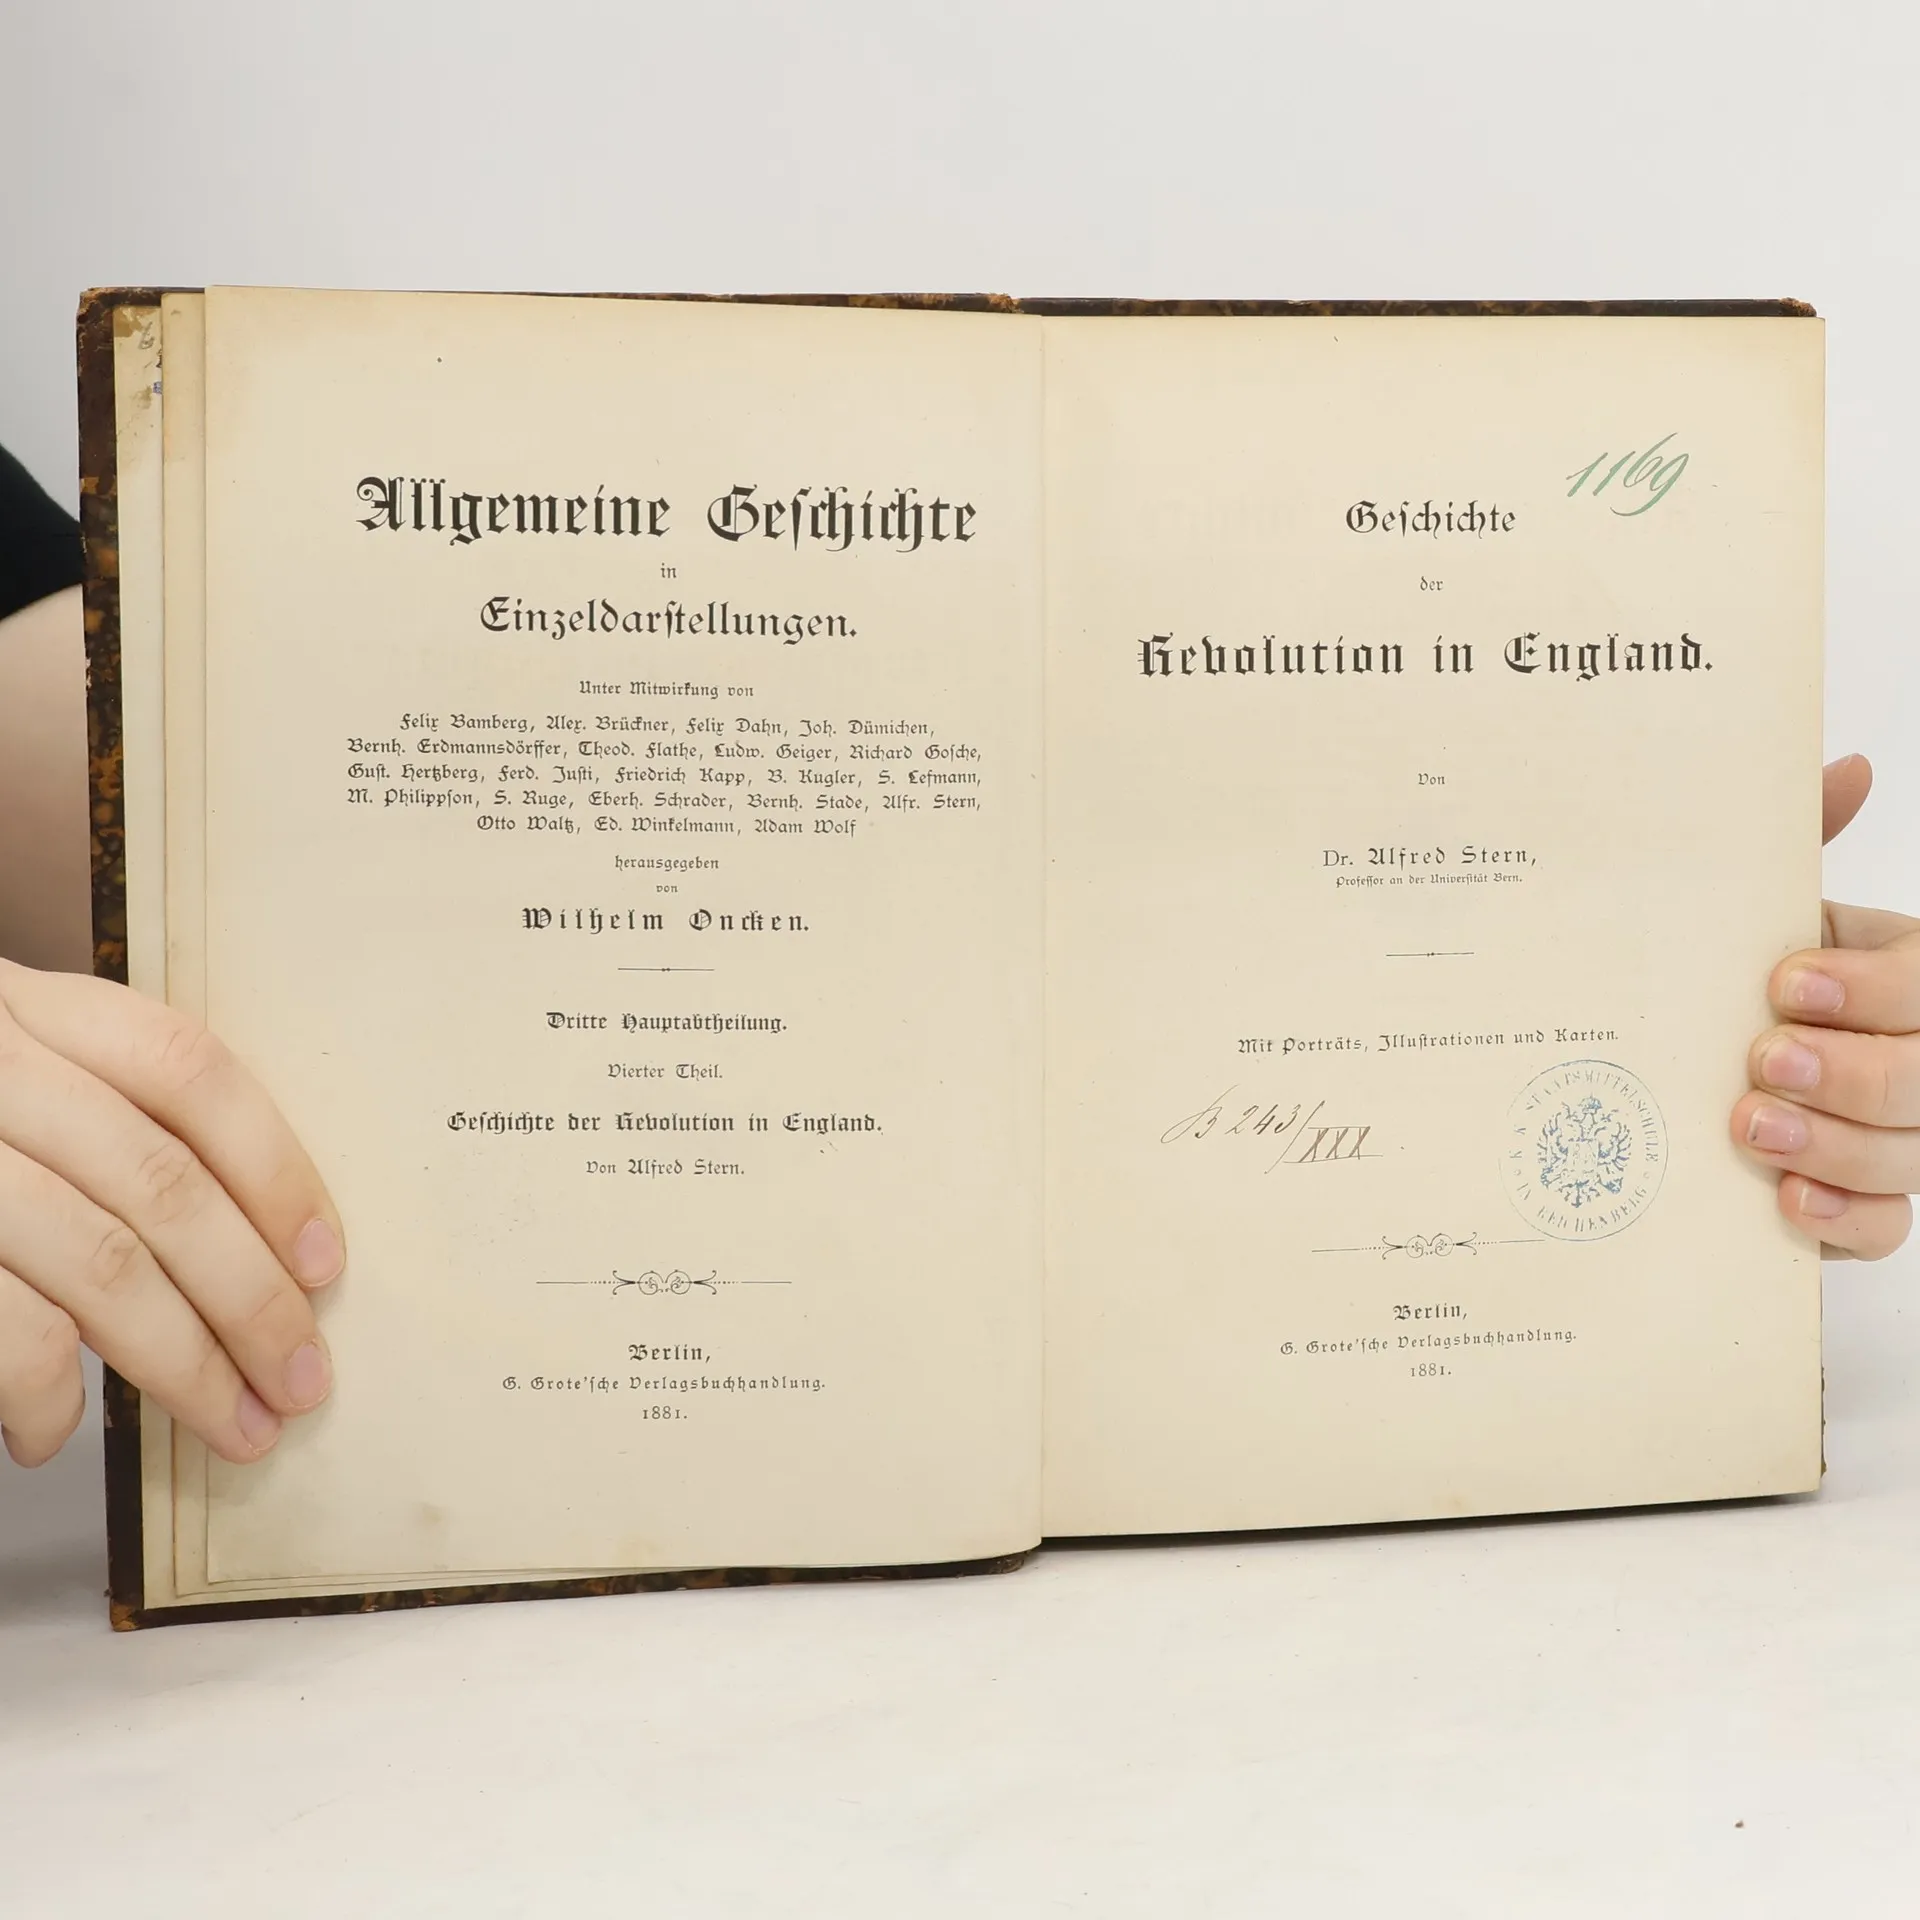 Allgemeine Geschichte
in
Einzeldarstellungen.
Unter Mitwirkung von
Felix Bamberg, Alex. Brückner, Felix Dahn, Joh. Dümichen,
Bernh. Erdmannsdörffer, Theod. Flathe, Ludw. Geiger, Richard Gosche,
Gust. Hertzberg, Ferd. Justi, Friedrich Kapp, B. Kugler, S. Lefmann,
M. Philippson, S. Ruge, Eberh. Schrader, Bernh. Stade, Alfr. Stern,
Otto Waltz, Ed. Winkelmann, Adam Wolf
herausgegeben
von
Wilhelm Oncken.
Dritte Hauptabtheilung.
Vierter Theil.
Geschichte der Revolution in England.
Von Alfred Stern.
Berlin,
G. Grote'sche Verlagsbuchhandlung.
1881.
1169
Geschichte
der
Revolution in England.
Von
Dr. Alfred Stern,
Professor an der Universität Bern.
Mit Porträts, Illustrationen und Karten.
B 243/XXX
K. K. STAATSMITTELSCHULE
IN REICHENBERG
Berlin,
G. Grote'sche Verlagsbuchhandlung.
1881.